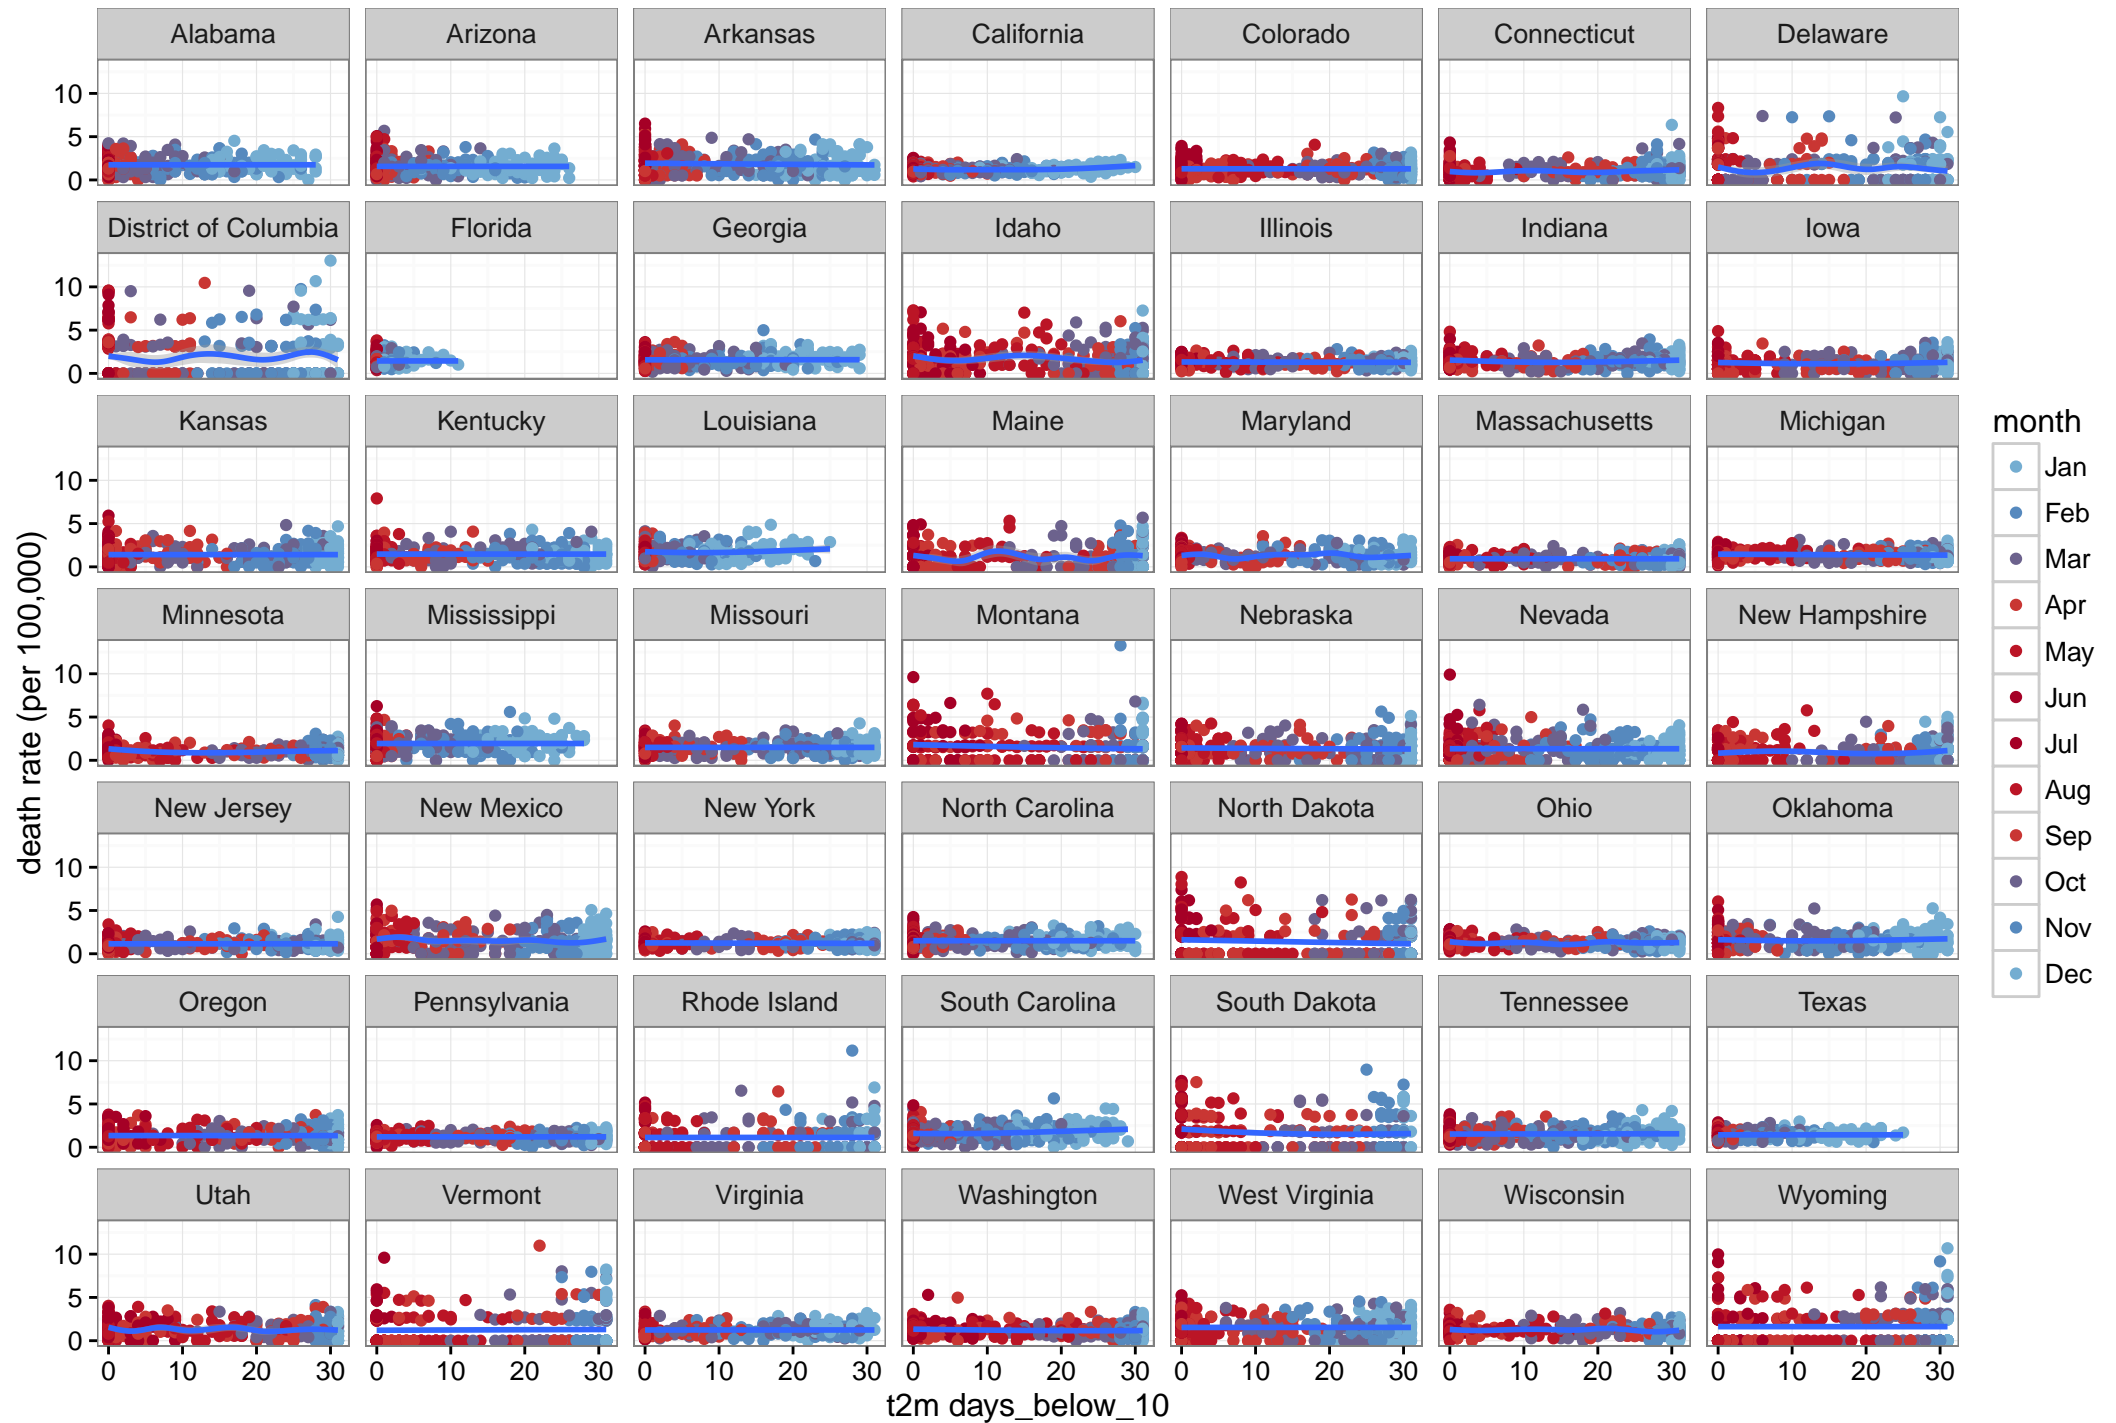 Alabama Arizona Arkansas California Colorado Connecticut Delaware
10
5
0
District of Columbia Florida Georgia Idaho Illinois Indiana Iowa
10
5
0
Kansas Kentucky Louisiana Maine Maryland Massachusetts Michigan
10
5
0
Minnesota Mississippi Missouri Montana Nebraska Nevada New Hampshire
10
5
0
New Jersey New Mexico New York North Carolina North Dakota Ohio Oklahoma
10
5
0
Oregon Pennsylvania Rhode Island South Carolina South Dakota Tennessee Texas
10
5
0
Utah Vermont Virginia Washington West Virginia Wisconsin Wyoming
10
5
0
0 10 20 30 0 10 20 30 0 10 20 30 0 10 20 30 0 10 20 30 0 10 20 30 0 10 20 30
t2m days_below_10
death rate (per 100,000)
month
Jan
Feb
Mar
Apr
May
Jun
Jul
Aug
Sep
Oct
Nov
Dec